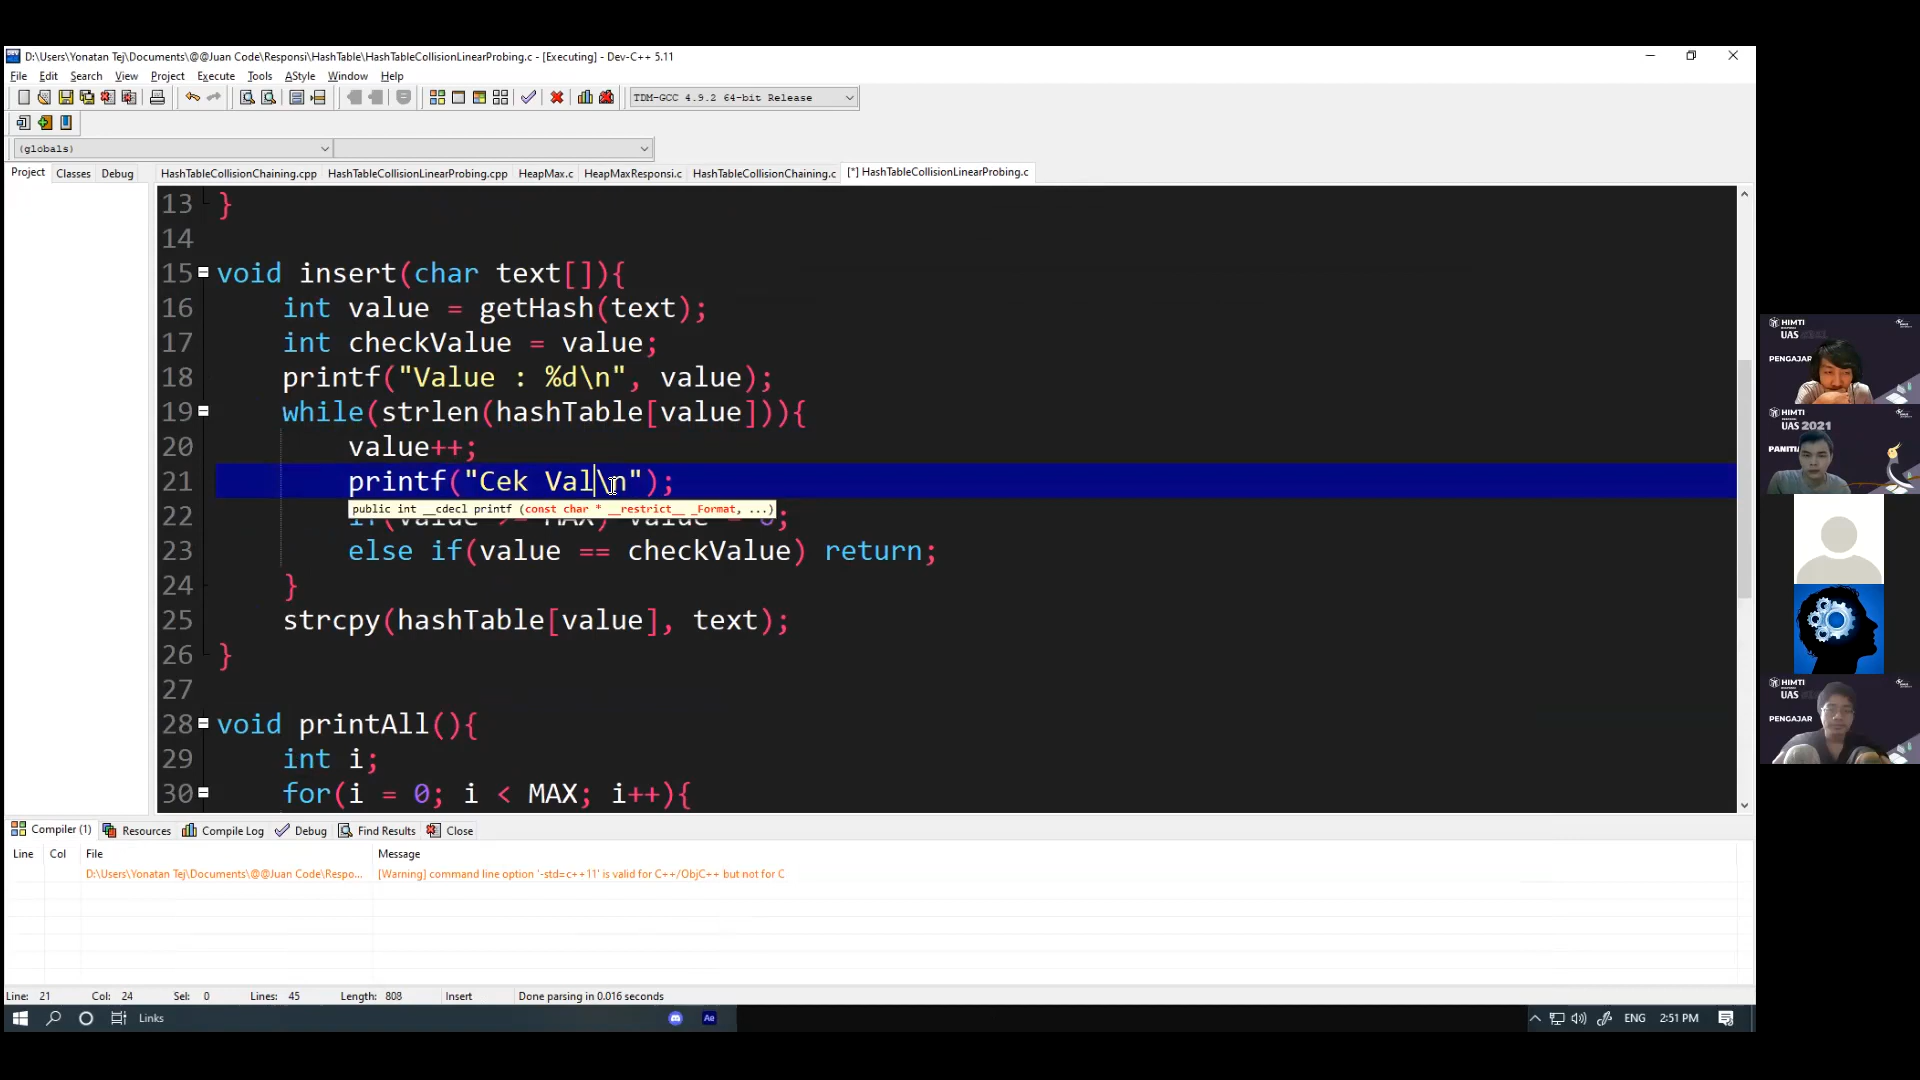 D:\Users\Yonatan Tej\Documents\@@Juan Code\Responsi\HashTable\HashTableCollisionLinearProbing.c - [Executing] - Dev-C++ 5.11
File Edit Search View Project Execute Tools AStyle Window Help
TDM-GCC 4.9.2 64-bit Release
(globals)
Project Classes Debug HashTableCollisionChaining.cpp HashTableCollisionLinearProbing.cpp HeapMax.c HeapMaxResponsi.c HashTableCollisionChaining.c [*] HashTableCollisionLinearProbing.c
13 }
14
15 void insert(char text[]){
16 int value = getHash(text);
17 int checkValue = value;
18 printf("Value : %d\n", value);
19 while(strlen(hashTable[value])){
20 value++;
21 printf("Cek Val\n");
public int __cdecl printf (const char * __restrict__ _Format, ...)
22 if(value >= MAX) value = 0;
23 else if(value == checkValue) return;
24 }
25 strcpy(hashTable[value], text);
26 }
27
28 void printAll(){
29 int i;
30 for(i = 0; i < MAX; i++){
Compiler (1) Resources Compile Log Debug Find Results Close
Line Col File Message
D:\Users\Yonatan Tej\Documents\@@Juan Code\Respo... [Warning] command line option '-std=c++11' is valid for C++/ObjC++ but not for C
Line: 21 Col: 24 Sel: 0 Lines: 45 Length: 808 Insert Done parsing in 0.016 seconds
Links Ae ENG 2:51 PM
HIMTI
UAS
PENGAJAR
HIMTI
UAS 2021
PANITI
HIMTI
UAS
PENGAJAR